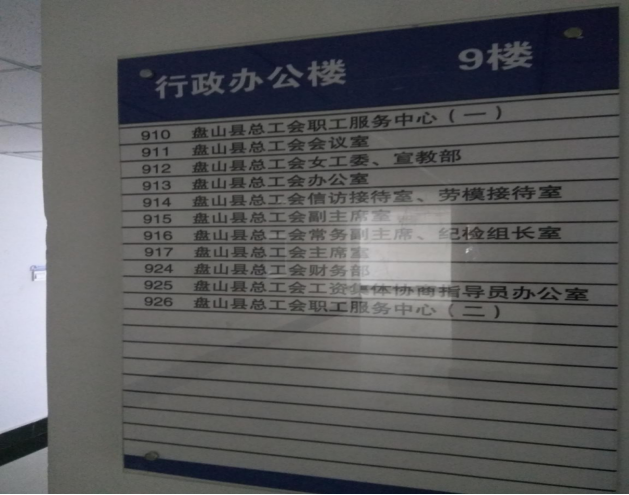 行政办公楼 9楼
910 盘山县总工会职工服务中心（一）
911 盘山县总工会会议室
912 盘山县总工会女工委、宣教部
913 盘山县总工会办公室
914 盘山县总工会信访接待室、劳模接待室
915 盘山县总工会副主席室
916 盘山县总工会常务副主席、纪检组长室
917 盘山县总工会主席室
924 盘山县总工会财务部
925 盘山县总工会工资集体协商指导员办公室
926 盘山县总工会职工服务中心（二）